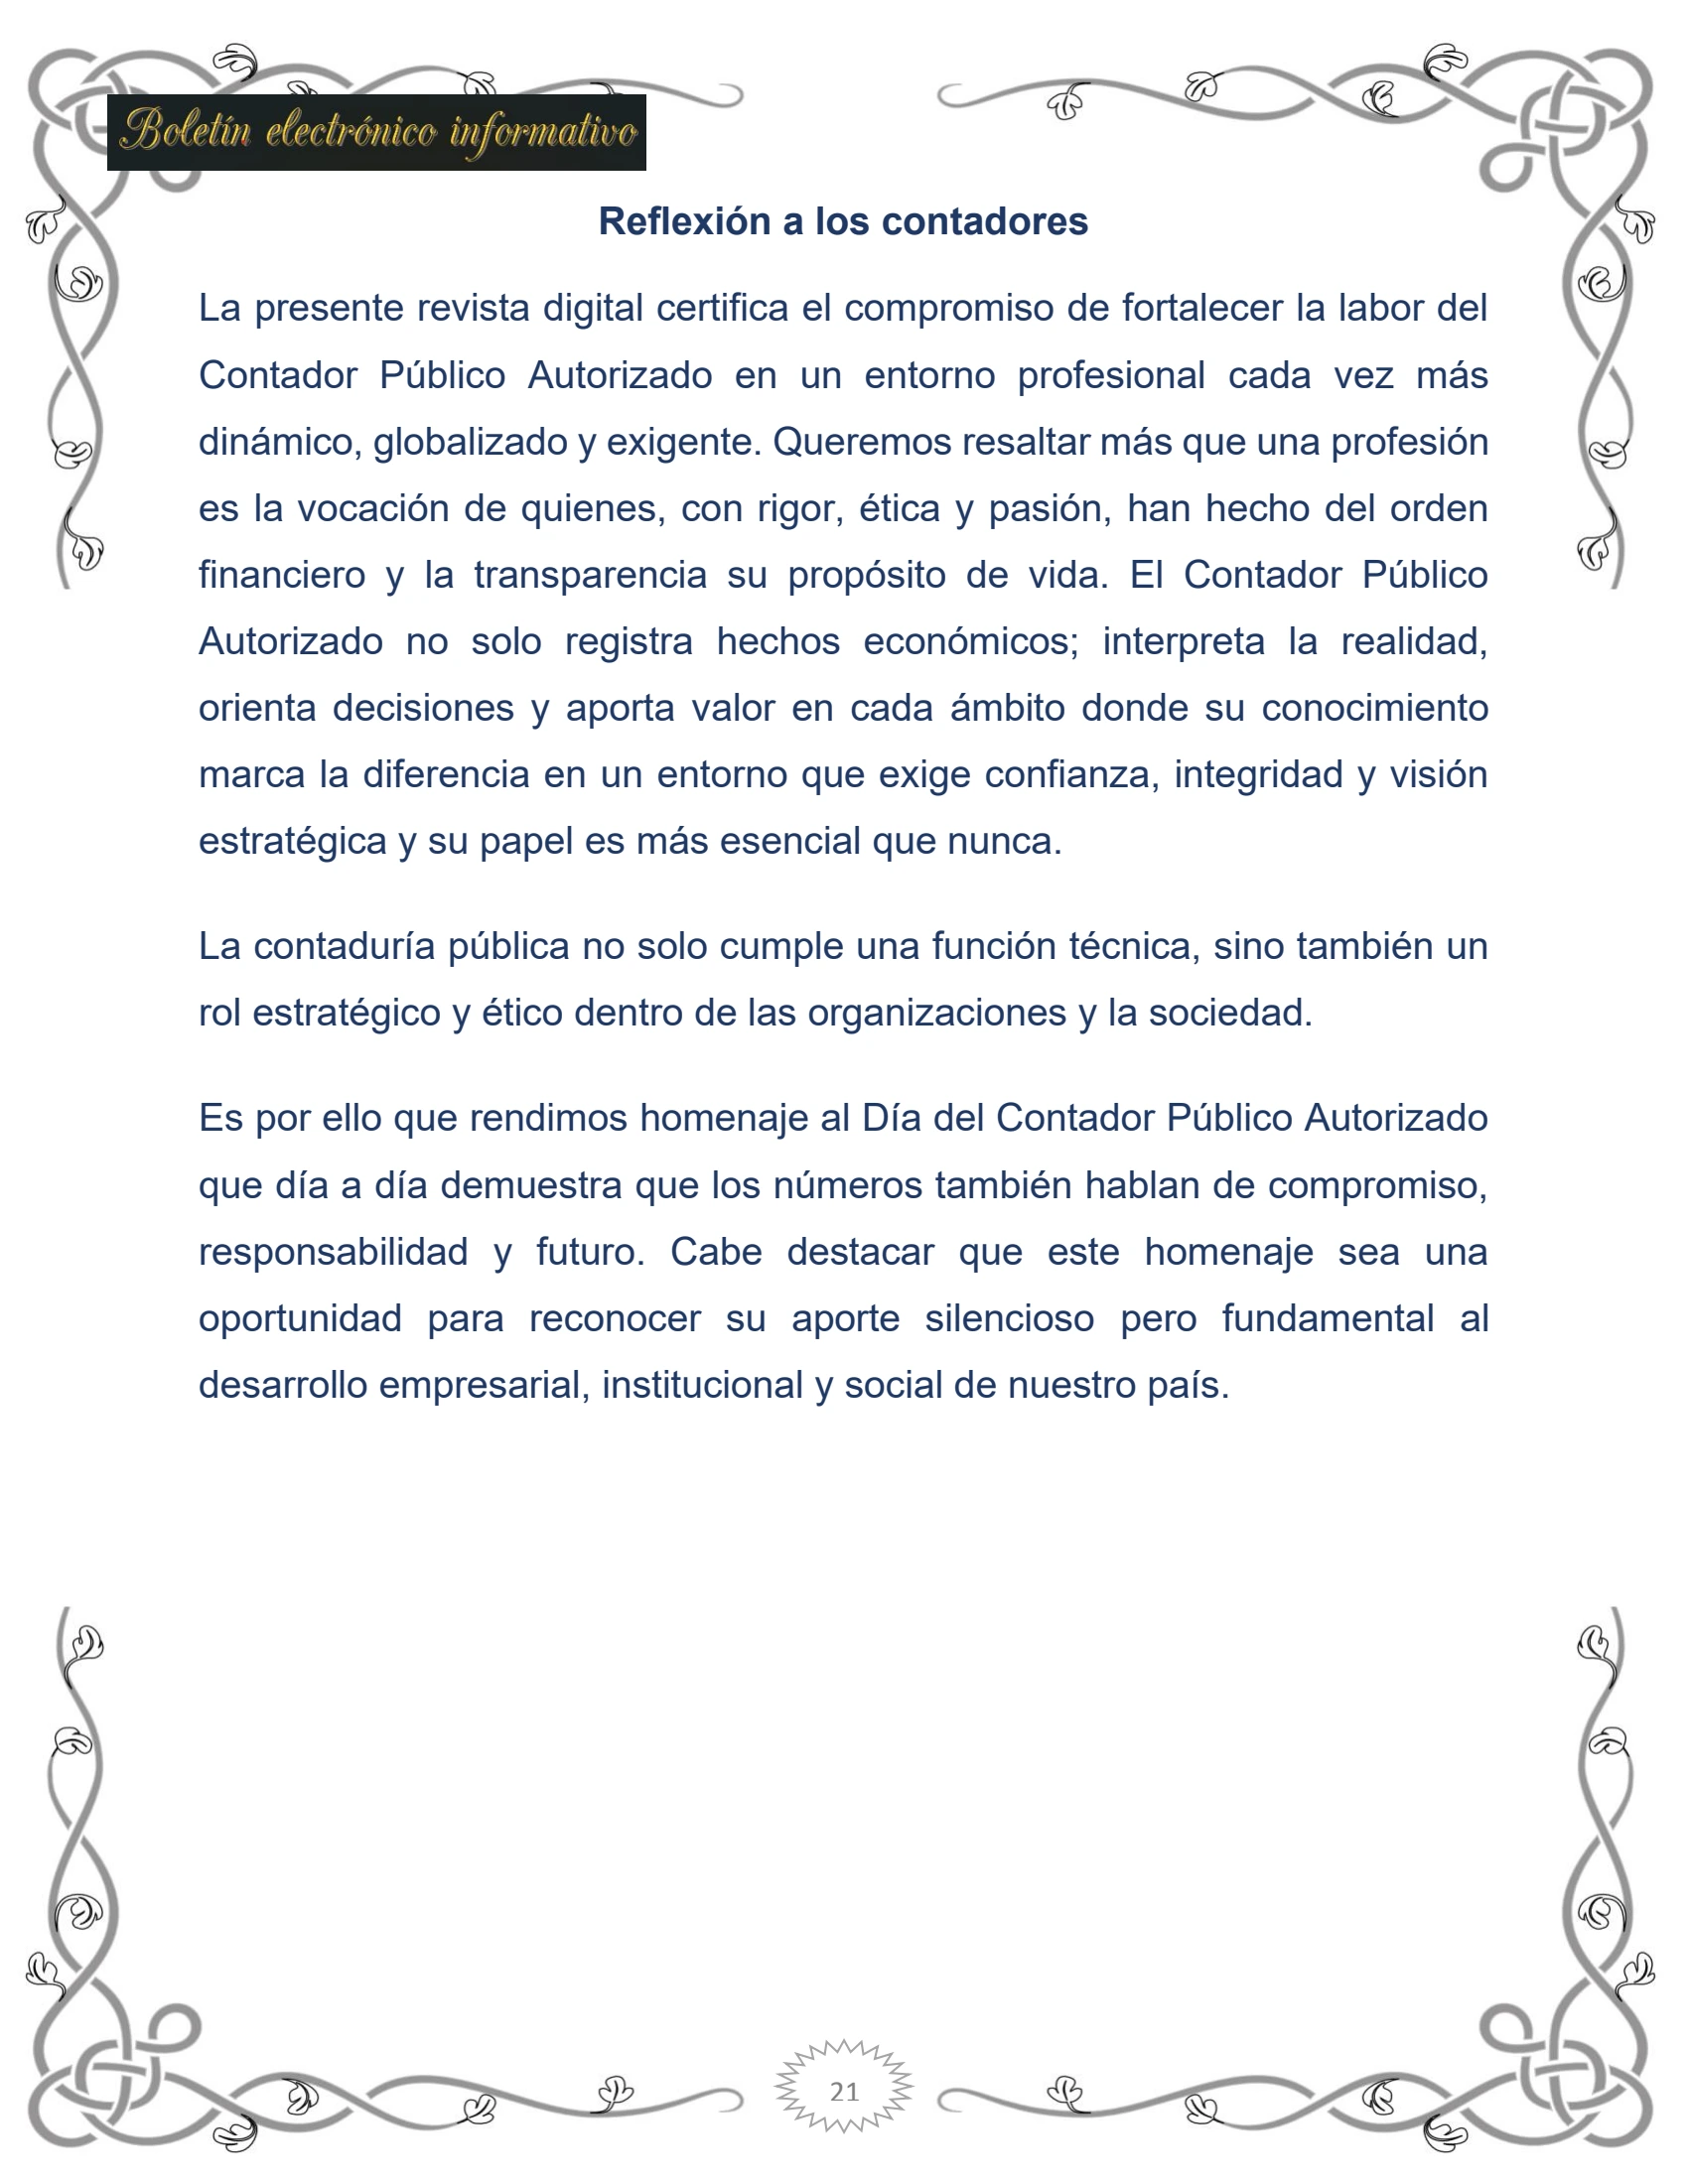 Boletín electrónico informativo
Reflexión a los contadores
La presente revista digital certifica el compromiso de fortalecer la labor del
Contador Público Autorizado en un entorno profesional cada vez más
dinámico, globalizado y exigente. Queremos resaltar más que una profesión
es la vocación de quienes, con rigor, ética y pasión, han hecho del orden
financiero y la transparencia su propósito de vida. El Contador Público
Autorizado no solo registra hechos económicos; interpreta la realidad,
orienta decisiones y aporta valor en cada ámbito donde su conocimiento
marca la diferencia en un entorno que exige confianza, integridad y visión
estratégica y su papel es más esencial que nunca.
La contaduría pública no solo cumple una función técnica, sino también un
rol estratégico y ético dentro de las organizaciones y la sociedad.
Es por ello que rendimos homenaje al Día del Contador Público Autorizado
que día a día demuestra que los números también hablan de compromiso,
responsabilidad y futuro. Cabe destacar que este homenaje sea una
oportunidad para reconocer su aporte silencioso pero fundamental al
desarrollo empresarial, institucional y social de nuestro país.
21